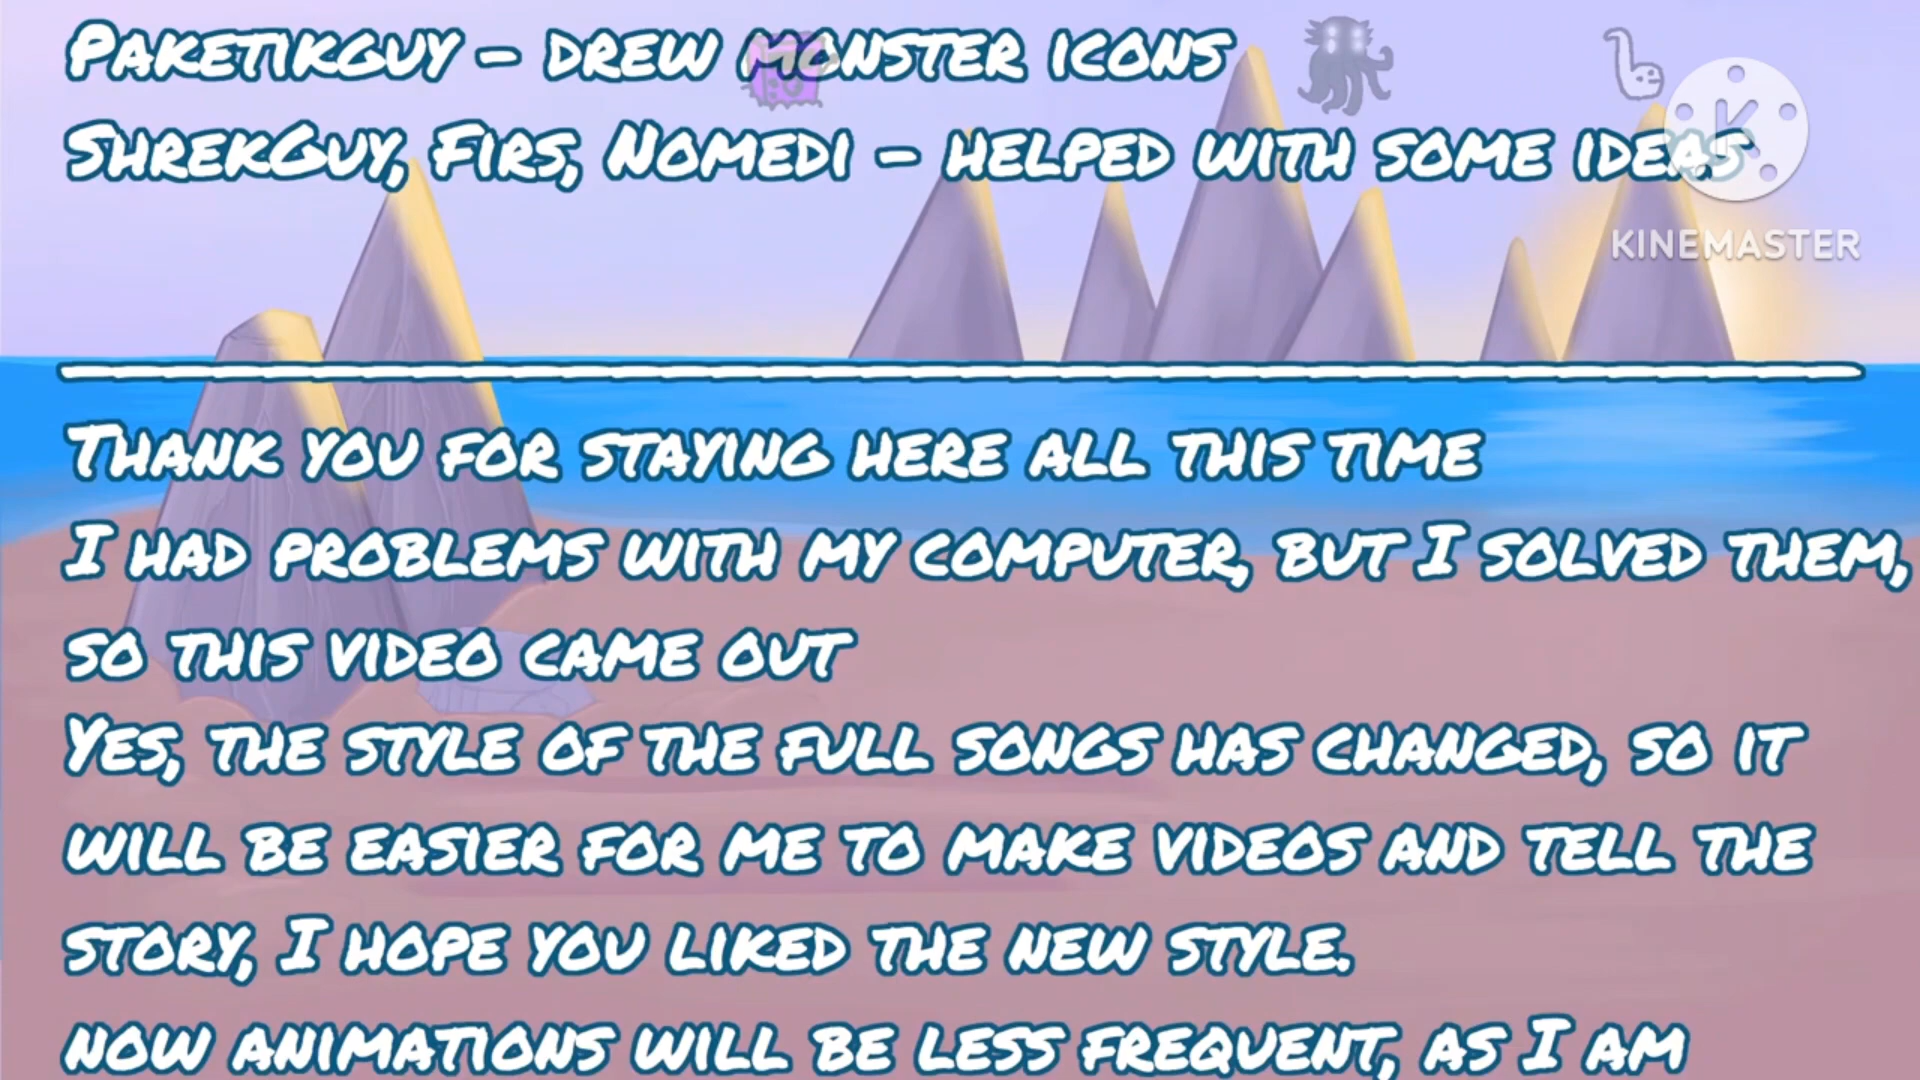 Paketikguy - drew monster icons
ShrekGuy, Firs, Nomedi - helped with some ideas
KINEMASTER
Thank you for staying here all this time
I had problems with my computer, but I solved them,
so this video came out
Yes, the style of the full songs has changed, so it
will be easier for me to make videos and tell the
story, I hope you liked the new style.
now animations will be less frequent, as I am